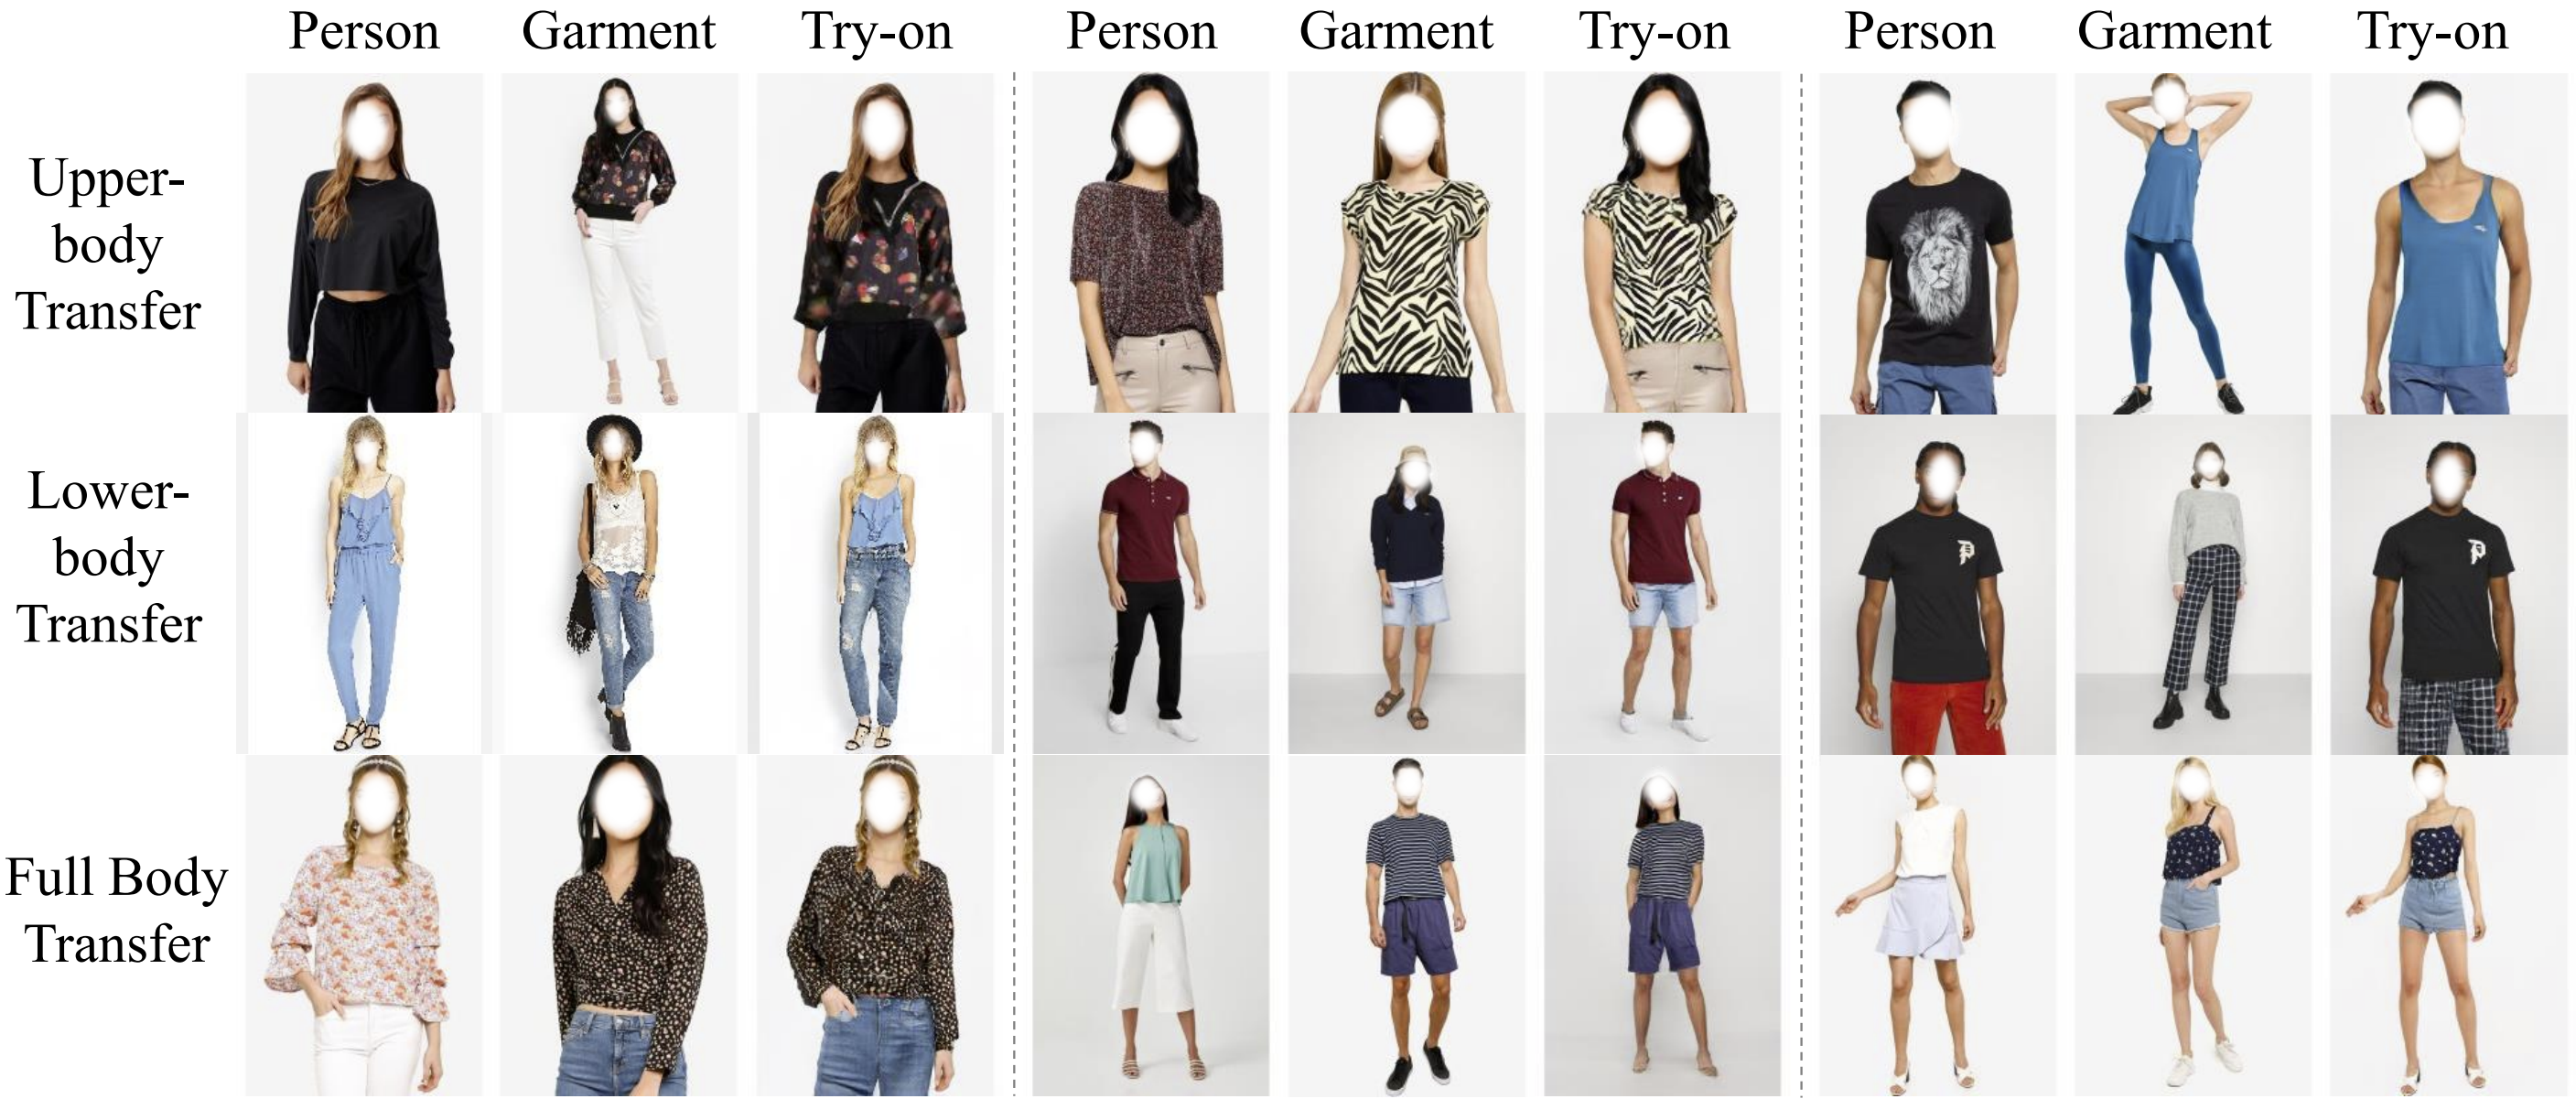 Person Garment Try-on Person Garment Try-on Person Garment Try-on
Upper-
body
Transfer
Lower-
body
Transfer
P
P
Full Body
Transfer